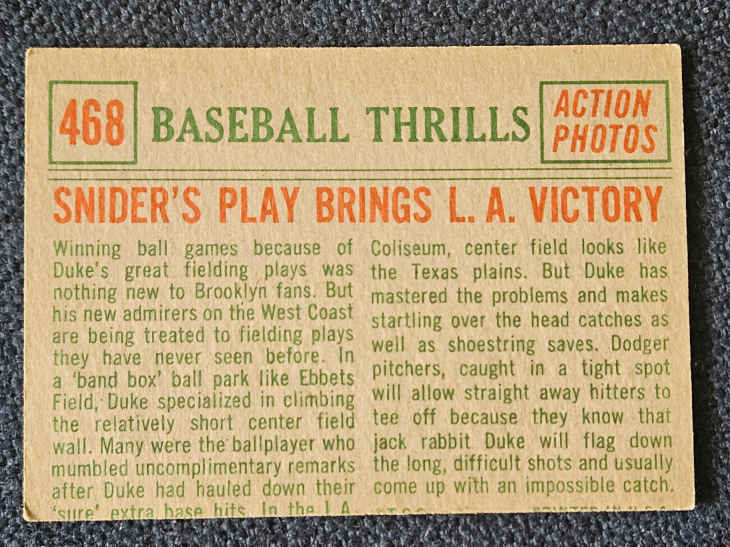 468
BASEBALL THRILLS
ACTION
PHOTOS
SNIDER'S PLAY BRINGS L. A. VICTORY
Winning ball games because of
Duke's great fielding plays was
nothing new to Brooklyn fans. But
his new admirers on the West Coast
are being treated to fielding plays
they have never seen before. In
a 'band box' ball park like Ebbets
Field, Duke specialized in climbing
the relatively short center field
wall. Many were the ballplayer who
mumbled uncomplimentary remarks
after Duke had hauled down their
'sure' extra base hits. In the L.A.
Coliseum, center field looks like
the Texas plains. But Duke has
mastered the problems and makes
startling over the head catches as
well as shoestring saves. Dodger
pitchers, caught in a tight spot
will allow straight away hitters to
tee off because they know that
jack rabbit Duke will flag down
the long, difficult shots and usually
come up with an impossible catch.